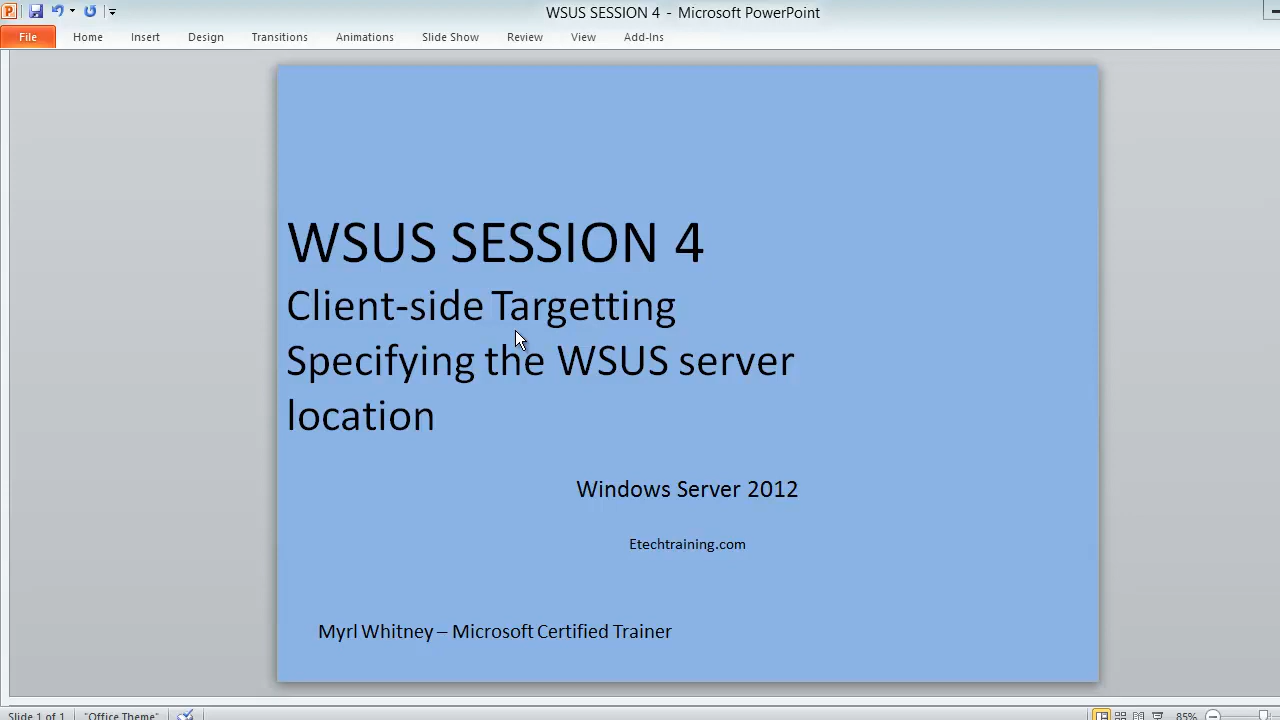 WSUS SESSION 4 - Microsoft PowerPoint
File Home Insert Design Transitions Animations Slide Show Review View Add-Ins
WSUS SESSION 4
Client-side Targetting
Specifying the WSUS server
location
Windows Server 2012
Etechtraining.com
Myrl Whitney – Microsoft Certified Trainer
Slide 1 of 1 "Office Theme" 85%